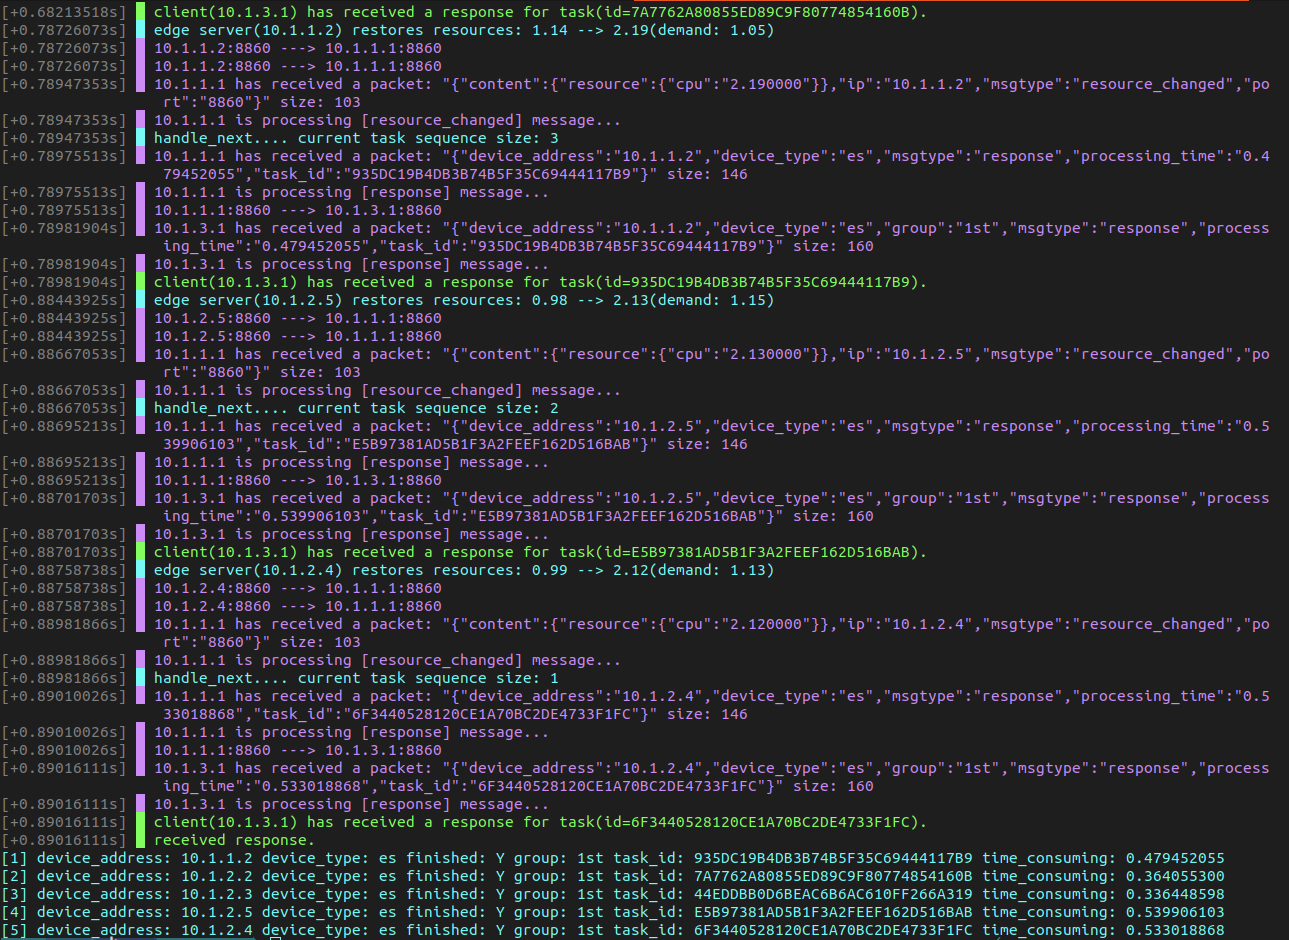 [+0.68213518s] client(10.1.3.1) has received a response for task(id=7A7762A80855ED89C9F80774854160B).
[+0.78726073s] edge server(10.1.1.2) restores resources: 1.14 --> 2.19(demand: 1.05)
[+0.78726073s] 10.1.1.2:8860 ---> 10.1.1.1:8860
[+0.78726073s] 10.1.1.2:8860 ---> 10.1.1.1:8860
[+0.78947353s] 10.1.1.1 has received a packet: "{"content":{"resource":{"cpu":"2.190000"}},"ip":"10.1.1.2","msgtype":"resource_changed","po
rt":"8860"}" size: 103
[+0.78947353s] 10.1.1.1 is processing [resource_changed] message...
[+0.78947353s] handle_next.... current task sequence size: 3
[+0.78975513s] 10.1.1.1 has received a packet: "{"device_address":"10.1.1.2","device_type":"es","msgtype":"response","processing_time":"0.4
79452055","task_id":"935DC19B4DB3B74B5F35C69444117B9"}" size: 146
[+0.78975513s] 10.1.1.1 is processing [response] message...
[+0.78975513s] 10.1.1.1:8860 ---> 10.1.3.1:8860
[+0.78981904s] 10.1.3.1 has received a packet: "{"device_address":"10.1.1.2","device_type":"es","group":"1st","msgtype":"response","process
ing_time":"0.479452055","task_id":"935DC19B4DB3B74B5F35C69444117B9"}" size: 160
[+0.78981904s] 10.1.3.1 is processing [response] message...
[+0.78981904s] client(10.1.3.1) has received a response for task(id=935DC19B4DB3B74B5F35C69444117B9).
[+0.88443925s] edge server(10.1.2.5) restores resources: 0.98 --> 2.13(demand: 1.15)
[+0.88443925s] 10.1.2.5:8860 ---> 10.1.1.1:8860
[+0.88443925s] 10.1.2.5:8860 ---> 10.1.1.1:8860
[+0.88667053s] 10.1.1.1 has received a packet: "{"content":{"resource":{"cpu":"2.130000"}},"ip":"10.1.2.5","msgtype":"resource_changed","po
rt":"8860"}" size: 103
[+0.88667053s] 10.1.1.1 is processing [resource_changed] message...
[+0.88667053s] handle_next.... current task sequence size: 2
[+0.88695213s] 10.1.1.1 has received a packet: "{"device_address":"10.1.2.5","device_type":"es","msgtype":"response","processing_time":"0.5
39906103","task_id":"E5B97381AD5B1F3A2FEEF162D516BAB"}" size: 146
[+0.88695213s] 10.1.1.1 is processing [response] message...
[+0.88695213s] 10.1.1.1:8860 ---> 10.1.3.1:8860
[+0.88701703s] 10.1.3.1 has received a packet: "{"device_address":"10.1.2.5","device_type":"es","group":"1st","msgtype":"response","process
ing_time":"0.539906103","task_id":"E5B97381AD5B1F3A2FEEF162D516BAB"}" size: 160
[+0.88701703s] 10.1.3.1 is processing [response] message...
[+0.88701703s] client(10.1.3.1) has received a response for task(id=E5B97381AD5B1F3A2FEEF162D516BAB).
[+0.88758738s] edge server(10.1.2.4) restores resources: 0.99 --> 2.12(demand: 1.13)
[+0.88758738s] 10.1.2.4:8860 ---> 10.1.1.1:8860
[+0.88758738s] 10.1.2.4:8860 ---> 10.1.1.1:8860
[+0.88981866s] 10.1.1.1 has received a packet: "{"content":{"resource":{"cpu":"2.120000"}},"ip":"10.1.2.4","msgtype":"resource_changed","po
rt":"8860"}" size: 103
[+0.88981866s] 10.1.1.1 is processing [resource_changed] message...
[+0.88981866s] handle_next.... current task sequence size: 1
[+0.89010026s] 10.1.1.1 has received a packet: "{"device_address":"10.1.2.4","device_type":"es","msgtype":"response","processing_time":"0.5
33018868","task_id":"6F3440528120CE1A70BC2DE4733F1FC"}" size: 146
[+0.89010026s] 10.1.1.1 is processing [response] message...
[+0.89010026s] 10.1.1.1:8860 ---> 10.1.3.1:8860
[+0.89016111s] 10.1.3.1 has received a packet: "{"device_address":"10.1.2.4","device_type":"es","group":"1st","msgtype":"response","process
ing_time":"0.533018868","task_id":"6F3440528120CE1A70BC2DE4733F1FC"}" size: 160
[+0.89016111s] 10.1.3.1 is processing [response] message...
[+0.89016111s] client(10.1.3.1) has received a response for task(id=6F3440528120CE1A70BC2DE4733F1FC).
[+0.89016111s] received response.
[1] device_address: 10.1.1.2 device_type: es finished: Y group: 1st task_id: 935DC19B4DB3B74B5F35C69444117B9 time_consuming: 0.479452055
[2] device_address: 10.1.2.2 device_type: es finished: Y group: 1st task_id: 7A7762A80855ED89C9F80774854160B time_consuming: 0.364055300
[3] device_address: 10.1.2.3 device_type: es finished: Y group: 1st task_id: 44EDDBB0D6BEAC6B6AC610FF266A319 time_consuming: 0.336448598
[4] device_address: 10.1.2.5 device_type: es finished: Y group: 1st task_id: E5B97381AD5B1F3A2FEEF162D516BAB time_consuming: 0.539906103
[5] device_address: 10.1.2.4 device_type: es finished: Y group: 1st task_id: 6F3440528120CE1A70BC2DE4733F1FC time_consuming: 0.533018868